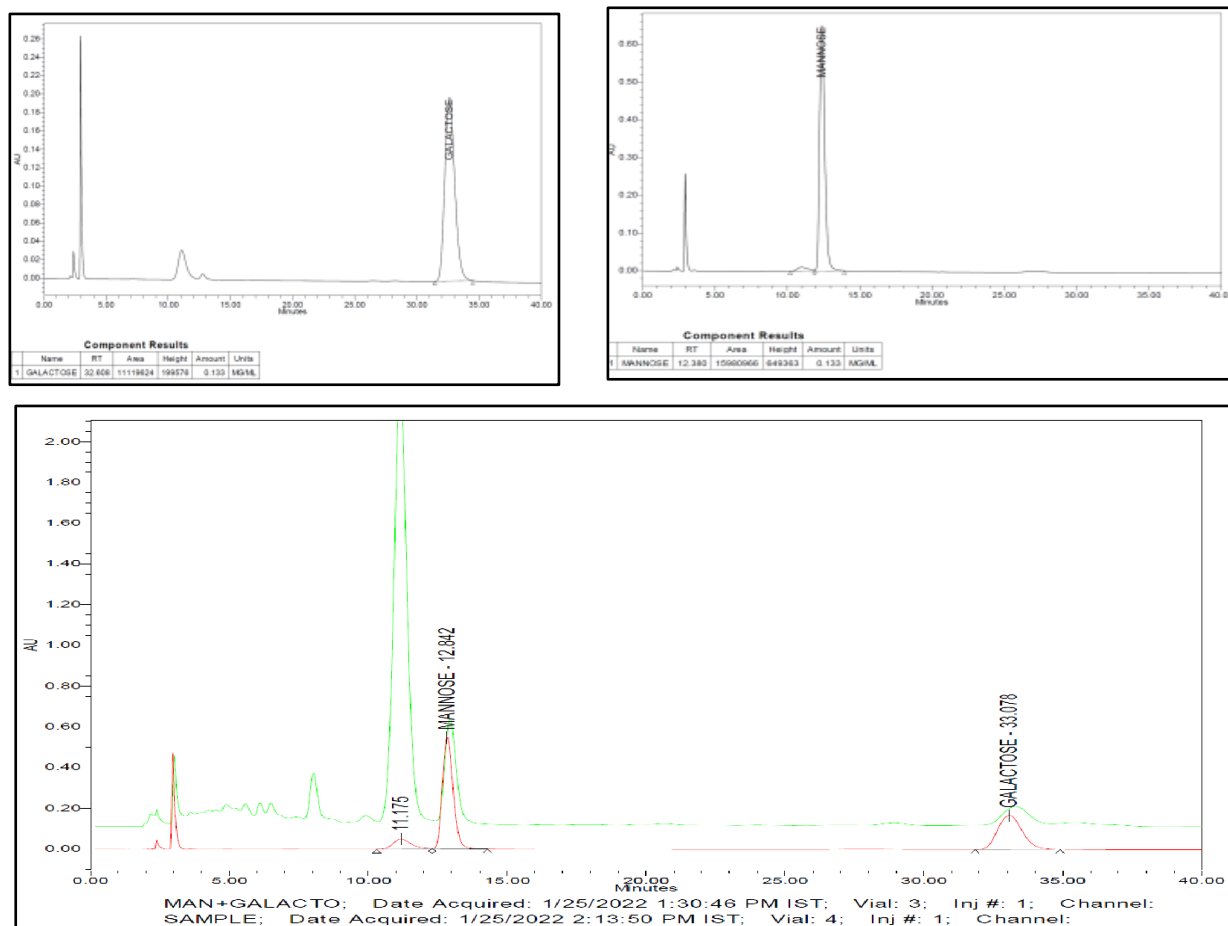 0.26
0.24
0.22
0.20
0.18
0.16
0.14
0.12
0.10
0.08
0.06
0.04
0.02
0.00
AU
GALACTOSE
0.00 5.00 10.00 15.00 20.00 25.00 30.00 35.00 40.00
Minutes
Component Results
Name RT Area Height Amount Units
1 GALACTOSE 32.608 11119624 199576 0.133 MG/ML
0.60
0.50
0.40
0.30
0.20
0.10
0.00
AU
MANNOSE
0.00 5.00 10.00 15.00 20.00 25.00 30.00 35.00 40.00
Minutes
Component Results
Name RT Area Height Amount Units
1 MANNOSE 12.380 15980966 649363 0.133 MG/ML
2.00
1.80
1.60
1.40
1.20
1.00
0.80
0.60
0.40
0.20
0.00
AU
11.175
MANNOSE - 12.842
GALACTOSE - 33.078
0.00 5.00 10.00 15.00 20.00 25.00 30.00 35.00 40.00
Minutes
MAN+GALACTO; Date Acquired: 1/25/2022 1:30:46 PM IST; Vial: 3; Inj #: 1; Channel:
SAMPLE; Date Acquired: 1/25/2022 2:13:50 PM IST; Vial: 4; Inj #: 1; Channel: